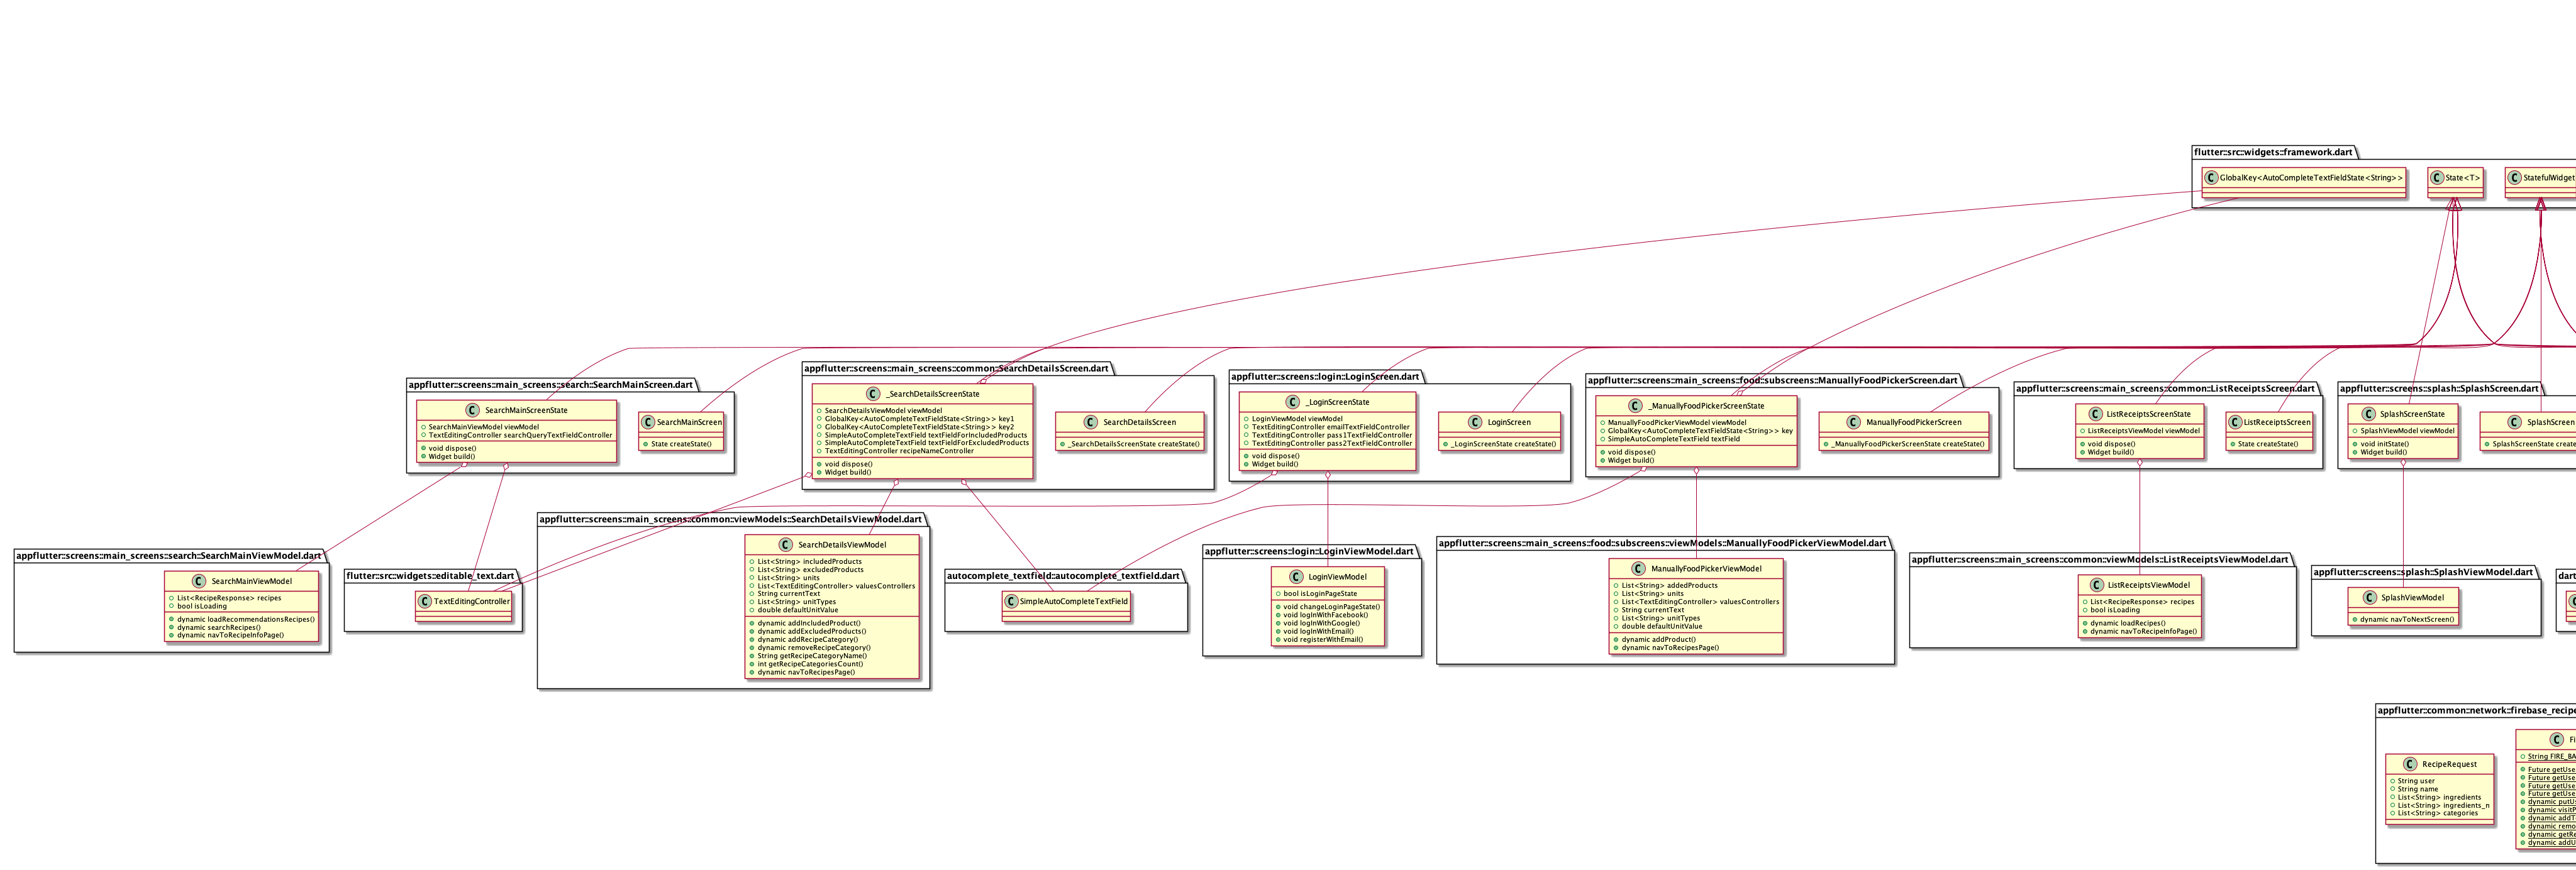 flutter::src::widgets::framework.dart
C GlobalKey<AutoCompleteTextFieldState<String>>
C State<T>
C StatefulWidget
appflutter::screens::main_screens::search::SearchMainScreen.dart
C SearchMainScreenState
SearchMainViewModel viewModel
TextEditingController searchQueryTextFieldController
void dispose()
Widget build()
C SearchMainScreen
State createState()
appflutter::screens::main_screens::common::SearchDetailsScreen.dart
C _SearchDetailsScreenState
SearchDetailsViewModel viewModel
GlobalKey<AutoCompleteTextFieldState<String>> key1
GlobalKey<AutoCompleteTextFieldState<String>> key2
SimpleAutoCompleteTextField textFieldForIncludedProducts
SimpleAutoCompleteTextField textFieldForExcludedProducts
TextEditingController recipeNameController
void dispose()
Widget build()
C SearchDetailsScreen
_SearchDetailsScreenState createState()
appflutter::screens::login::LoginScreen.dart
C _LoginScreenState
LoginViewModel viewModel
TextEditingController emailTextFieldController
TextEditingController pass1TextFieldController
TextEditingController pass2TextFieldController
void dispose()
Widget build()
C LoginScreen
_LoginScreenState createState()
appflutter::screens::main_screens::food::subscreens::ManuallyFoodPickerScreen.dart
C _ManuallyFoodPickerScreenState
ManuallyFoodPickerViewModel viewModel
GlobalKey<AutoCompleteTextFieldState<String>> key
SimpleAutoCompleteTextField textField
void dispose()
Widget build()
C ManuallyFoodPickerScreen
_ManuallyFoodPickerScreenState createState()
appflutter::screens::main_screens::common::ListReceiptsScreen.dart
C ListReceiptsScreenState
ListReceiptsViewModel viewModel
void dispose()
Widget build()
C ListReceiptsScreen
State createState()
appflutter::screens::splash::SplashScreen.dart
C SplashScreenState
SplashViewModel viewModel
void initState()
Widget build()
C SplashScreen
SplashScreenState create
appflutter::screens::main_screens::search::SearchMainViewModel.dart
C SearchMainViewModel
List<RecipeResponse> recipes
bool isLoading
dynamic loadRecommendationsRecipes()
dynamic searchRecipes()
dynamic navToRecipeInfoPage()
flutter::src::widgets::editable_text.dart
C TextEditingController
appflutter::screens::main_screens::common::viewModels::SearchDetailsViewModel.dart
C SearchDetailsViewModel
List<String> includedProducts
List<String> excludedProducts
List<String> units
List<TextEditingController> valuesControllers
String currentText
List<String> unitTypes
double defaultUnitValue
dynamic addIncludedProduct()
dynamic addExcludedProducts()
dynamic addRecipeCategory()
dynamic removeRecipeCategory()
String getRecipeCategoryName()
int getRecipeCategoriesCount()
dynamic navToRecipesPage()
autocomplete_textfield::autocomplete_textfield.dart
C SimpleAutoCompleteTextField
appflutter::screens::login::LoginViewModel.dart
C LoginViewModel
bool isLoginPageState
void changeLoginPageState()
void logInWithFacebook()
void logInWithGoogle()
void logInWithEmail()
void registerWithEmail()
appflutter::screens::main_screens::food::subscreens::viewModels::ManuallyFoodPickerViewModel.dart
C ManuallyFoodPickerViewModel
List<String> addedProducts
List<String> units
List<TextEditingController> valuesControllers
String currentText
List<String> unitTypes
double defaultUnitValue
dynamic addProduct()
dynamic navToRecipesPage()
appflutter::screens::main_screens::common::viewModels::ListReceiptsViewModel.dart
C ListReceiptsViewModel
List<RecipeResponse> recipes
bool isLoading
dynamic loadRecipes()
dynamic navToRecipeInfoPage()
appflutter::screens::splash::SplashViewModel.dart
C SplashViewModel
dynamic navToNextScreen()
dart
appflutter::common::network::firebase_recipe
C RecipeRequest
String user
String name
List<String> ingredients
List<String> ingredients_n
List<String> categories
C Fi
String FIRE_BA
Future getUse
Future getUse
Future getUse
dynamic putUs
dynamic visitP
dynamic addT
dynamic remo
dynamic getRe
dynamic addU